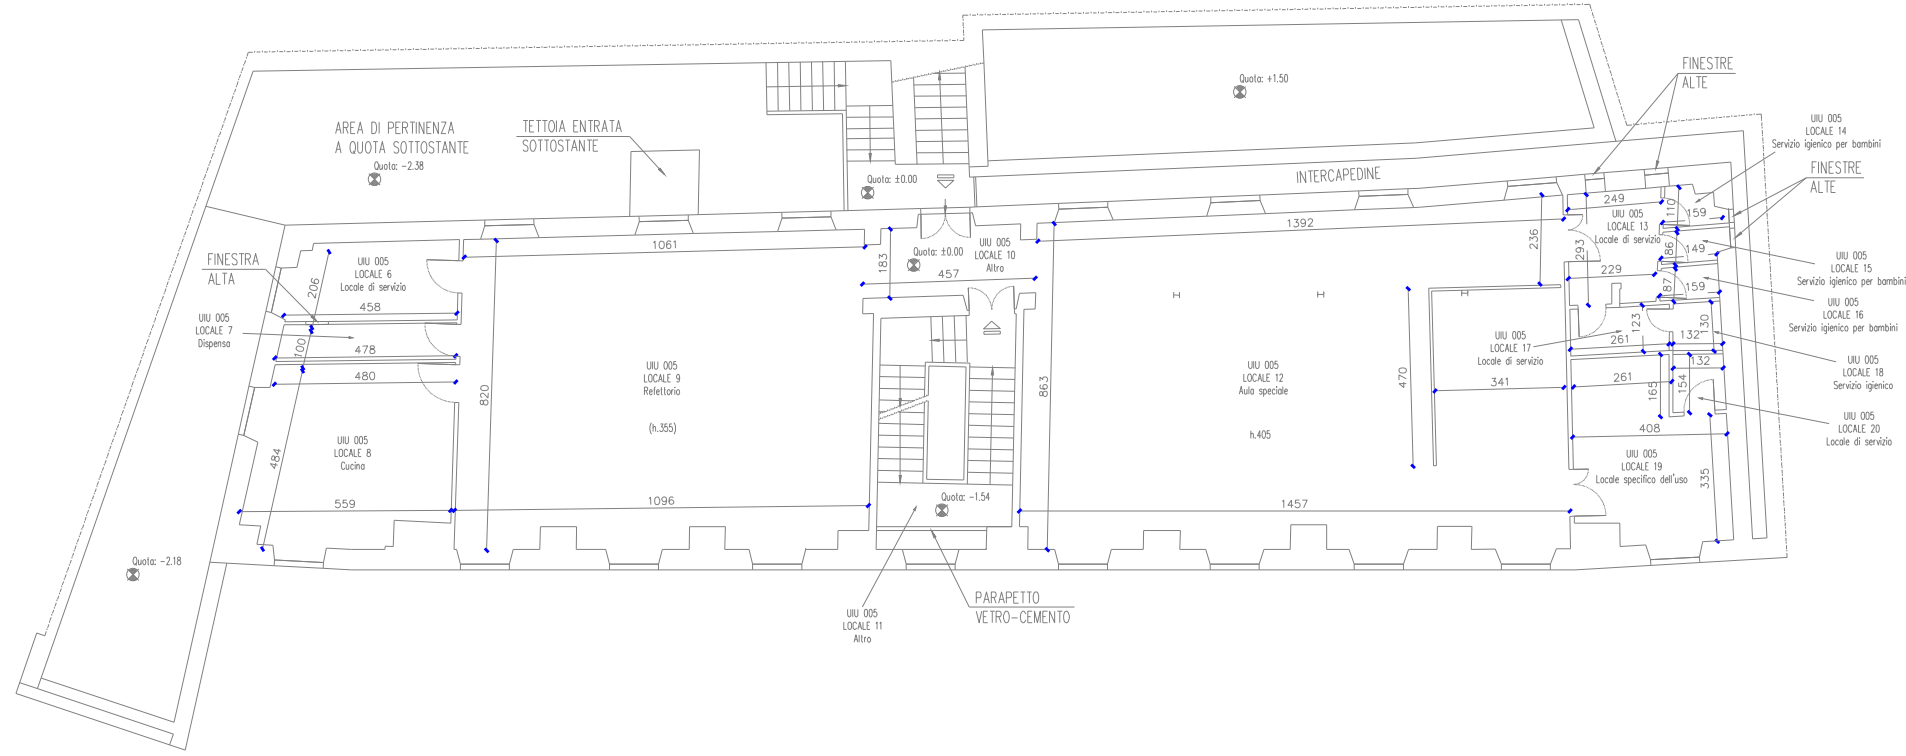 Quota: +1.50
FINESTRE
ALTE
AREA DI PERTINENZA
A QUOTA SOTTOSTANTE
Quota: -2.38
TETTOIA ENTRATA
SOTTOSTANTE
Quota: ±0.00
INTERCAPEDINE
UIU 005
LOCALE 14
Servizio igienico per bambini
FINESTRE
ALTE
249
110
159
UIU 005
LOCALE 13
Locale di servizio
1392
236
293
86
149
UIU 005
LOCALE 15
Servizio igienico per bambini
229
87
159
UIU 005
LOCALE 16
Servizio igienico per bambini
1061
183
Quota: ±0.00
UIU 005
LOCALE 10
Altro
457
FINESTRA
ALTA
206
UIU 005
LOCALE 6
Locale di servizio
458
UIU 005
LOCALE 7
Dispensa
100
478
480
UIU 005
LOCALE 8
Cucina
484
559
820
UIU 005
LOCALE 9
Refettorio
(h.355)
1096
863
UIU 005
LOCALE 12
Aula speciale
h.405
470
341
UIU 005
LOCALE 17
Locale di servizio
123
261
132
130
132
UIU 005
LOCALE 18
Servizio igienico
261
165
154
UIU 005
LOCALE 20
Locale di servizio
408
UIU 005
LOCALE 19
Locale specifico dell'uso
335
Quota: -1.54
1457
Quota: -2.18
UIU 005
LOCALE 11
Altro
PARAPETTO
VETRO-CEMENTO